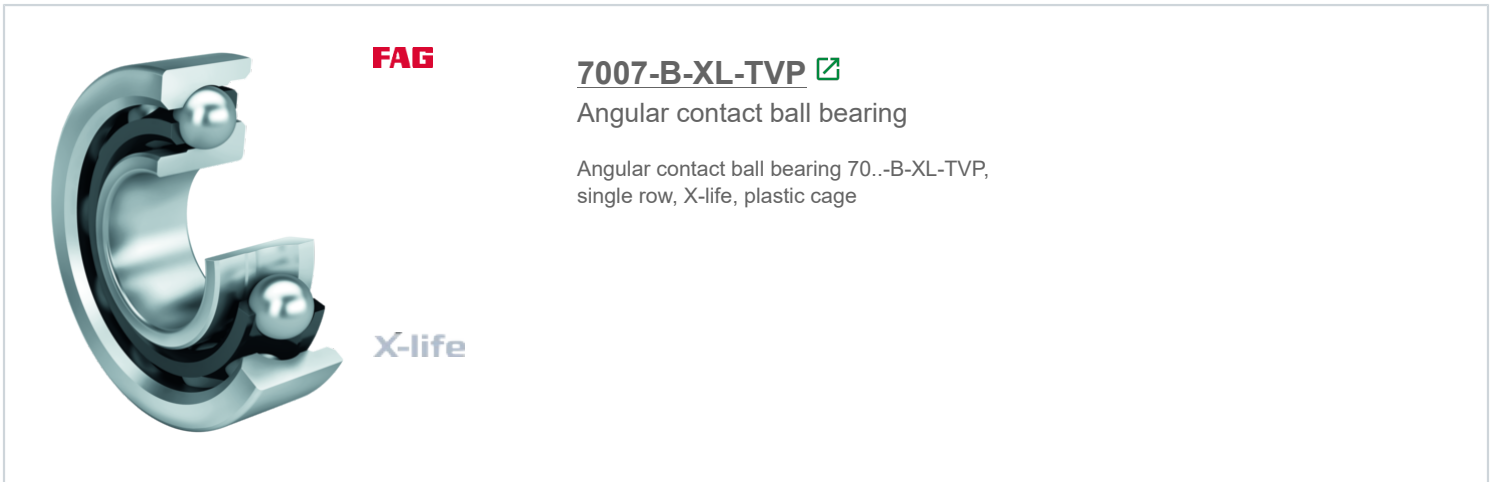 FAG
7007-B-XL-TVP
Angular contact ball bearing
Angular contact ball bearing 70..-B-XL-TVP,
single row, X-life, plastic cage
X-life